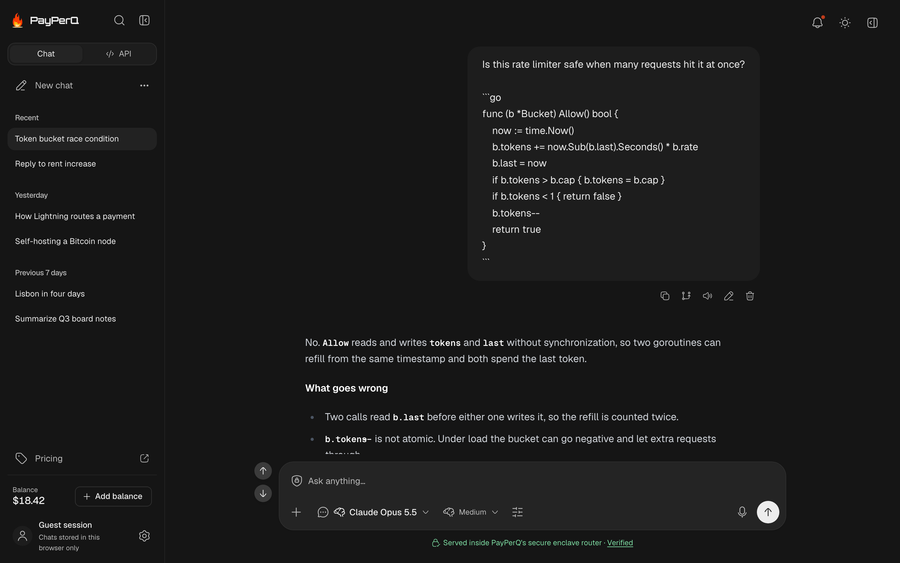 PayPerQ
Chat
</> API
New chat
Recent
Token bucket race condition
Reply to rent increase
Yesterday
How Lightning routes a payment
Self-hosting a Bitcoin node
Previous 7 days
Lisbon in four days
Summarize Q3 board notes
Pricing
Balance
$18.42
+ Add balance
Guest session
Chats stored in this
browser only
Is this rate limiter safe when many requests hit it at once?
```go
func (b *Bucket) Allow() bool {
now := time.Now()
b.tokens += now.Sub(b.last).Seconds() * b.rate
b.last = now
if b.tokens > b.cap { b.tokens = b.cap }
if b.tokens < 1 { return false }
b.tokens--
return true
}
```
No. Allow reads and writes tokens and last without synchronization, so two goroutines can
refill from the same timestamp and both spend the last token.
What goes wrong
Two calls read b.last before either one writes it, so the refill is counted twice.
b.tokens-- is not atomic. Under load the bucket can go negative and let extra requests
through.
Ask anything...
Claude Opus 5.5
Medium
Served inside PayPerQ's secure enclave router · Verified